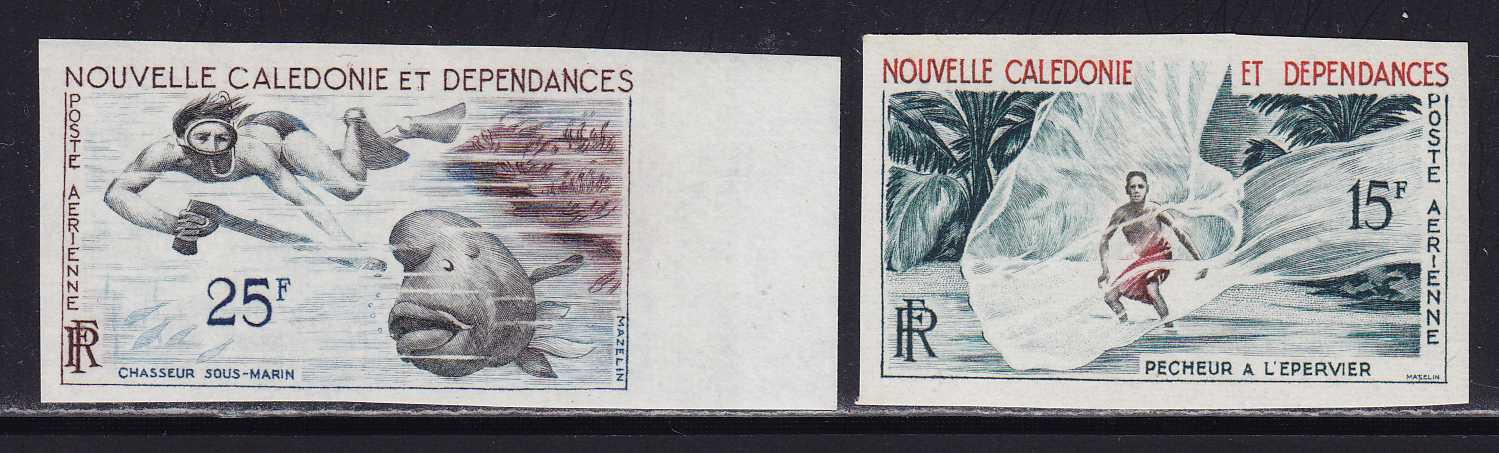 NOUVELLE CALEDONIE ET DEPENDANCES
POSTE AERIENNE
25F
RF
CHASSEUR SOUS-MARIN
MAZELIN
NOUVELLE CALEDONIE ET DEPENDANCES
POSTE AERIENNE
15F
RF
PECHEUR A L'EPERVIER
MAZELIN